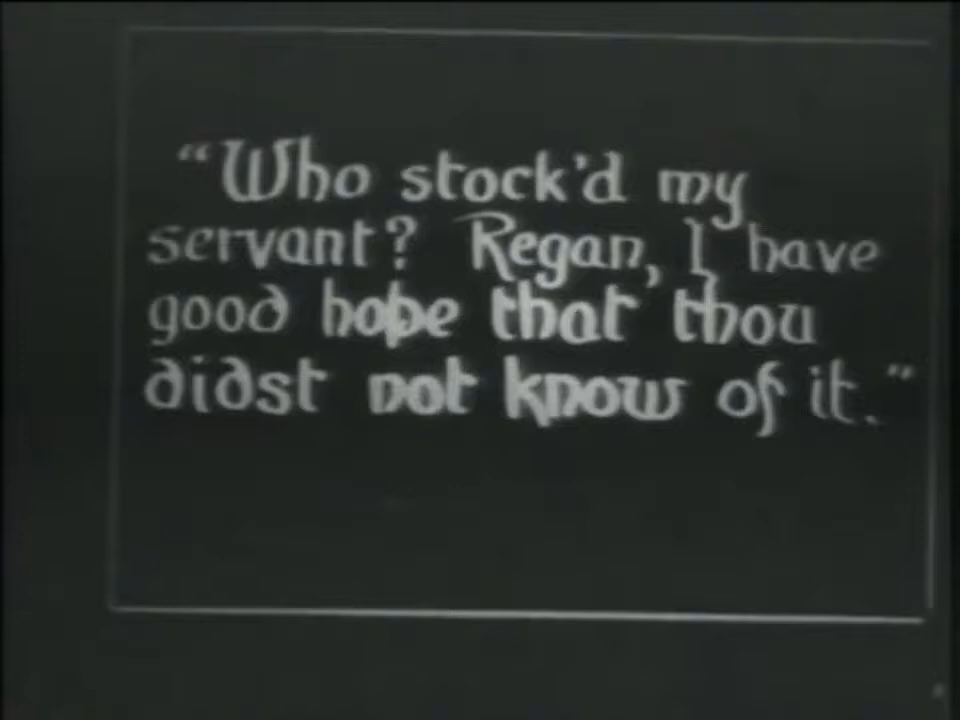 “Who stock'd my
servant? Regan, I have
good hope that thou
didst not know of it.”